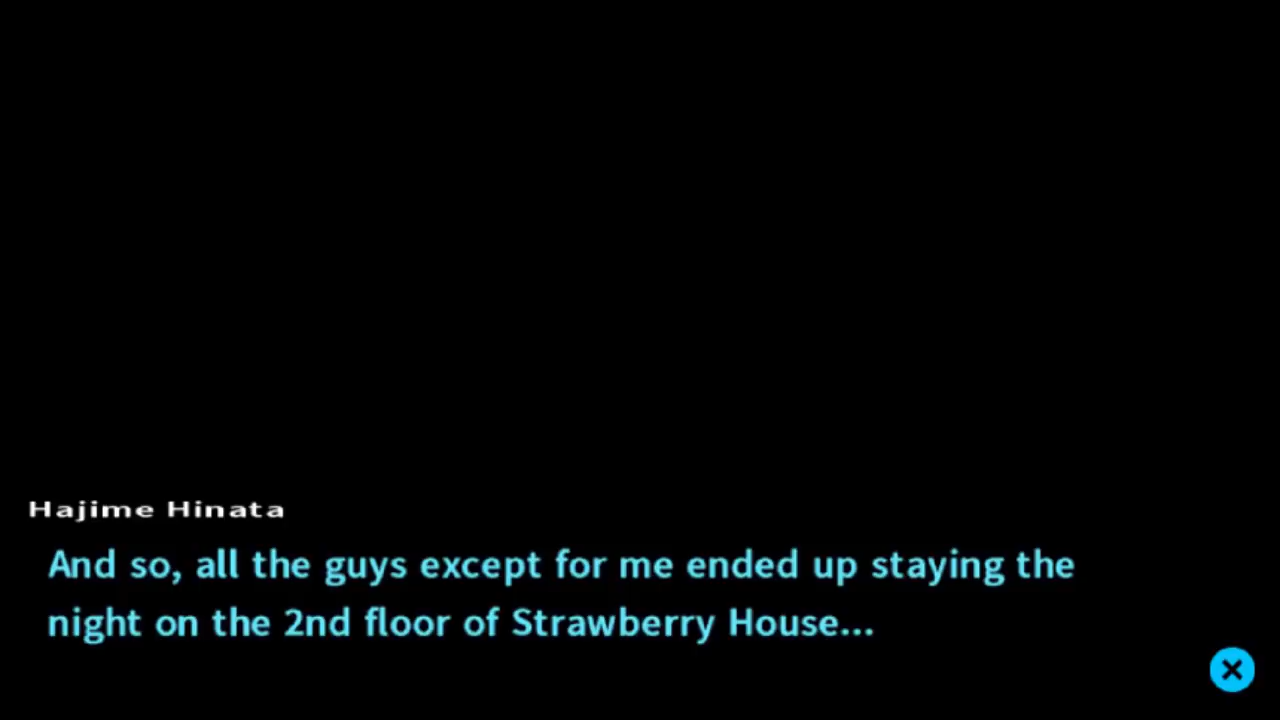 Hajime Hinata
And so, all the guys except for me ended up staying the
night on the 2nd floor of Strawberry House...